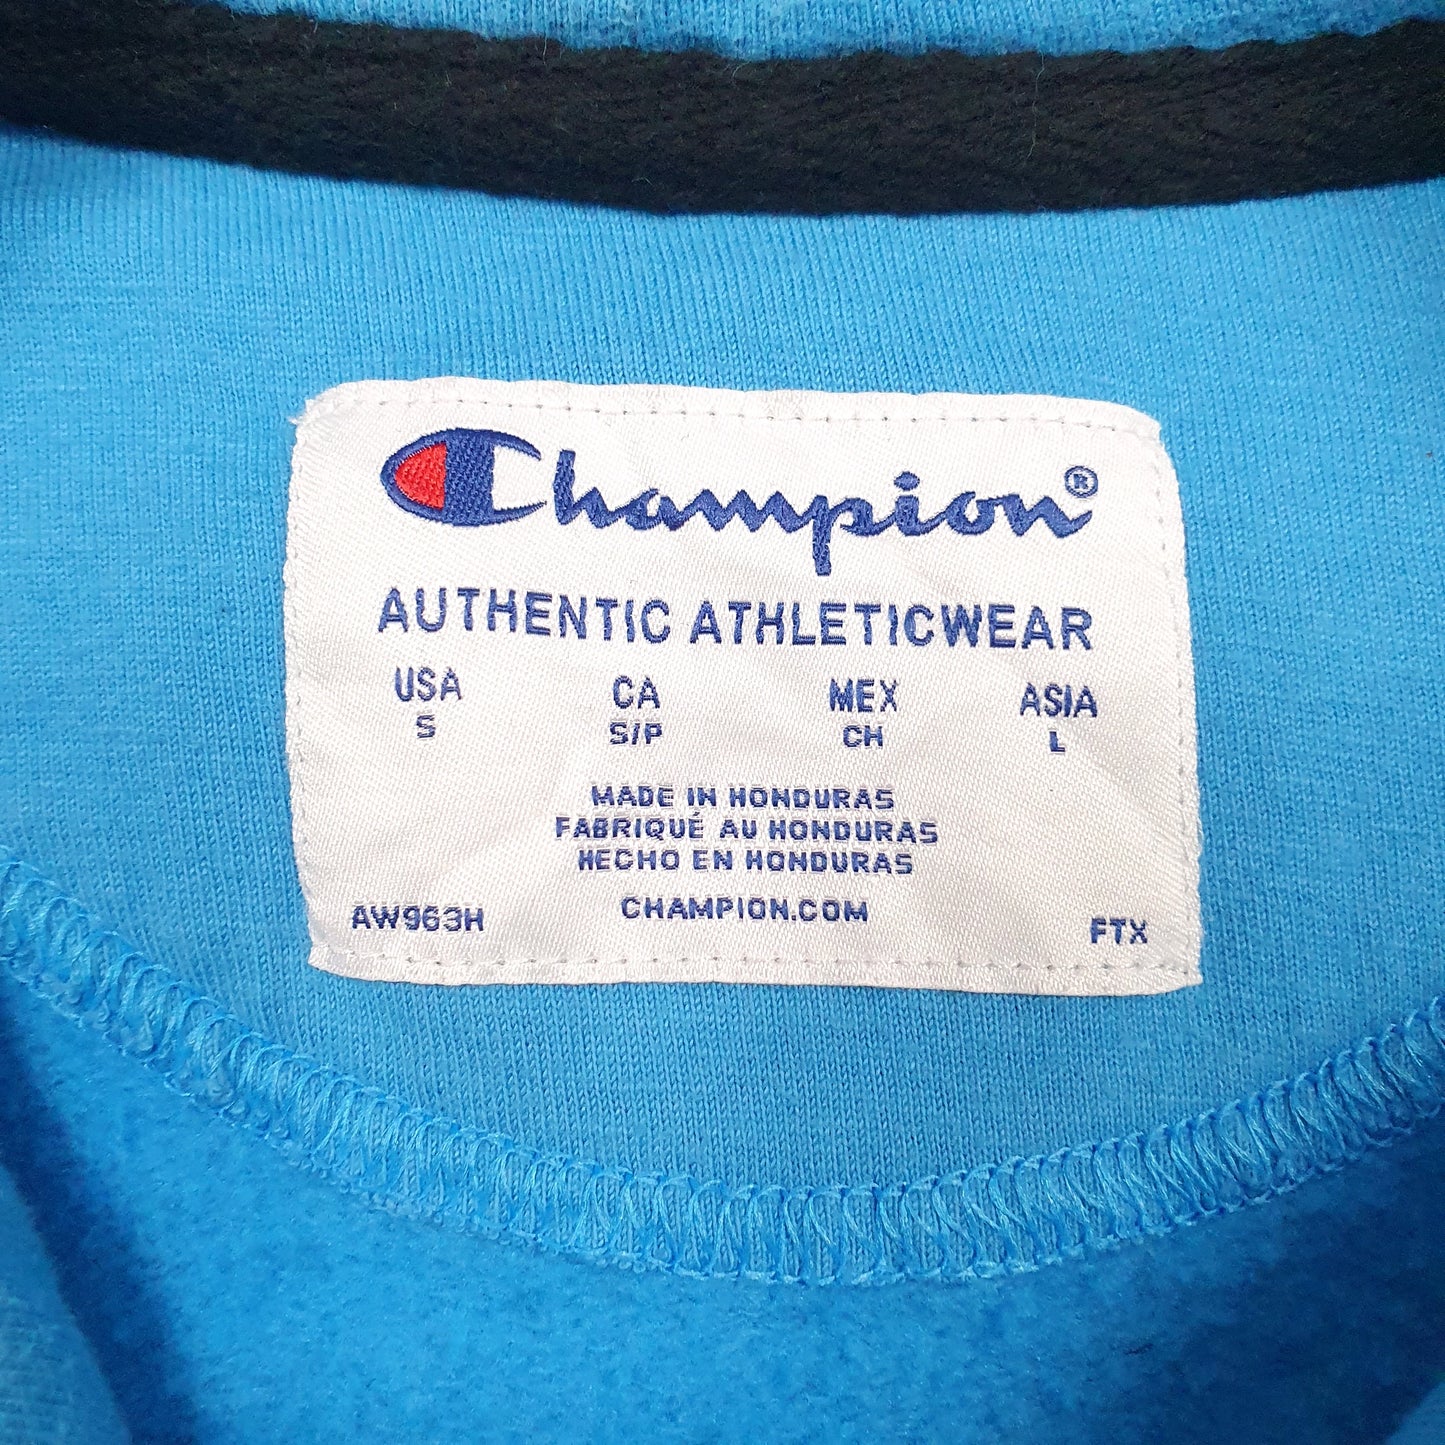 Champion®
AUTHENTIC ATHLETICWEAR
USA CA MEX ASIA
S S/P CH L
MADE IN HONDURAS
FABRIQUÉ AU HONDURAS
HECHO EN HONDURAS
AW963H CHAMPION.COM FTX